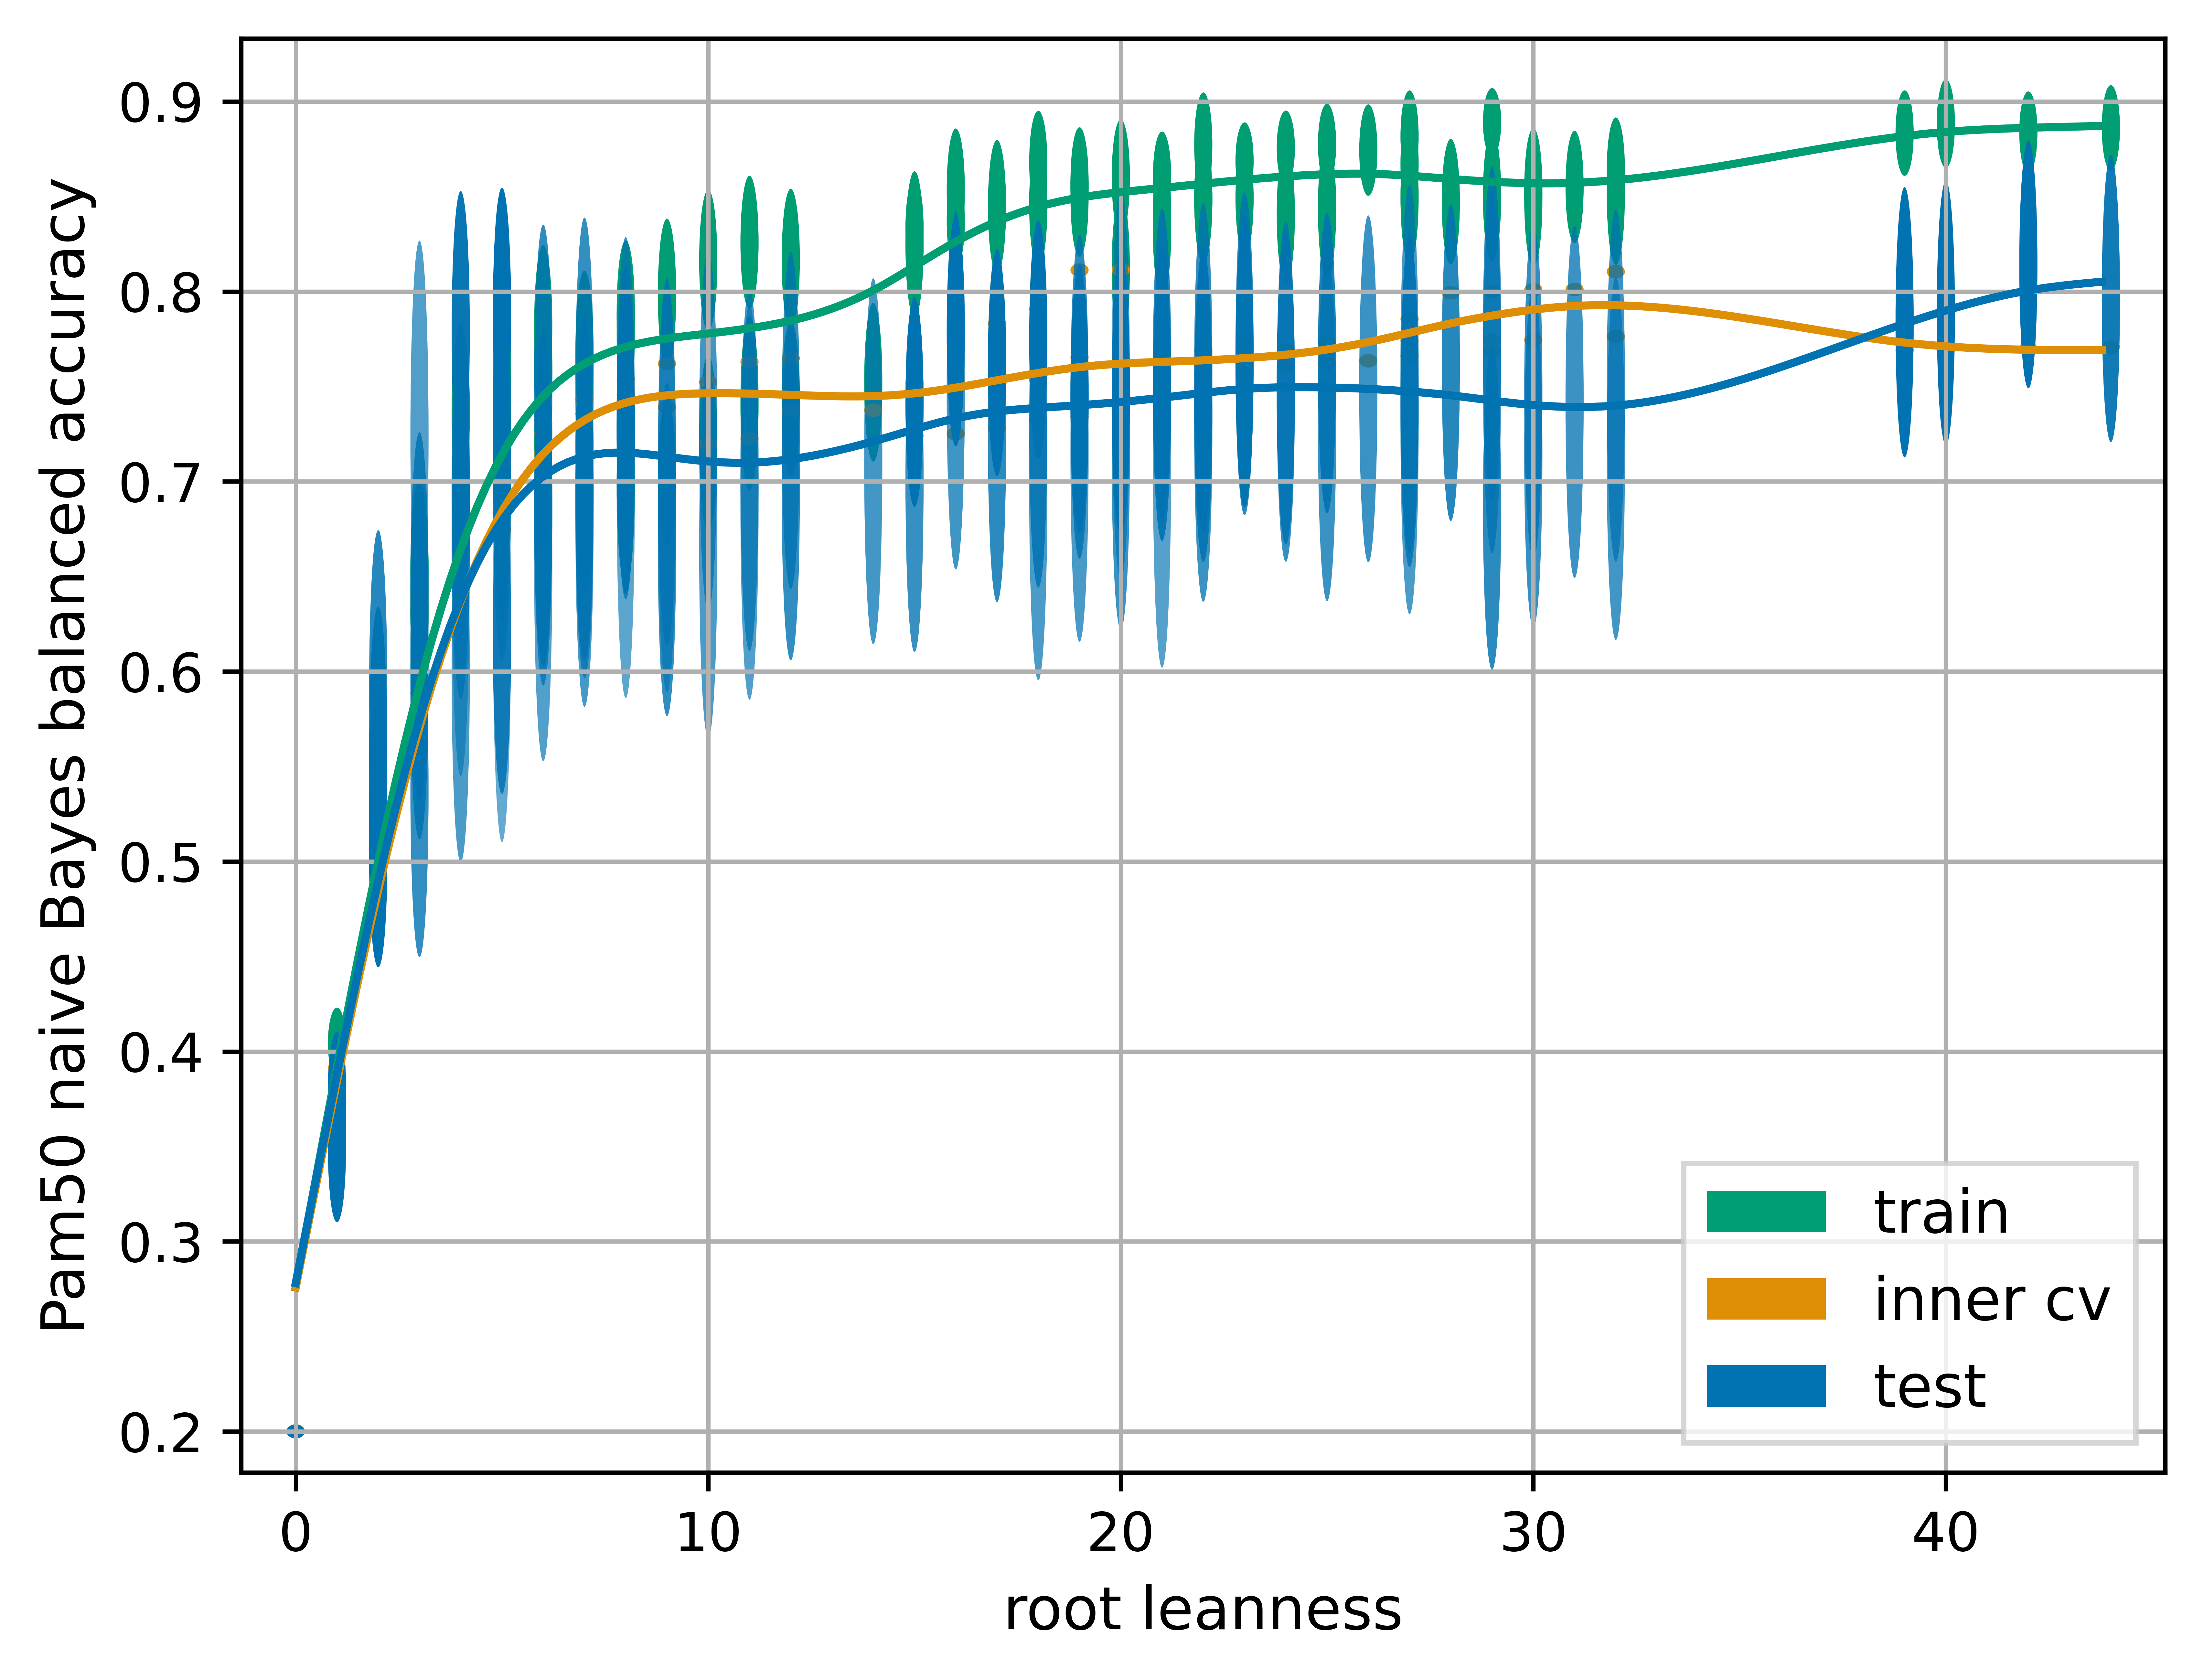 Pam50 naive Bayes balanced accuracy
0.9
0.8
0.7
0.6
0.5
0.4
0.3
0.2
0 10 20 30 40
root leanness
train
inner cv
test